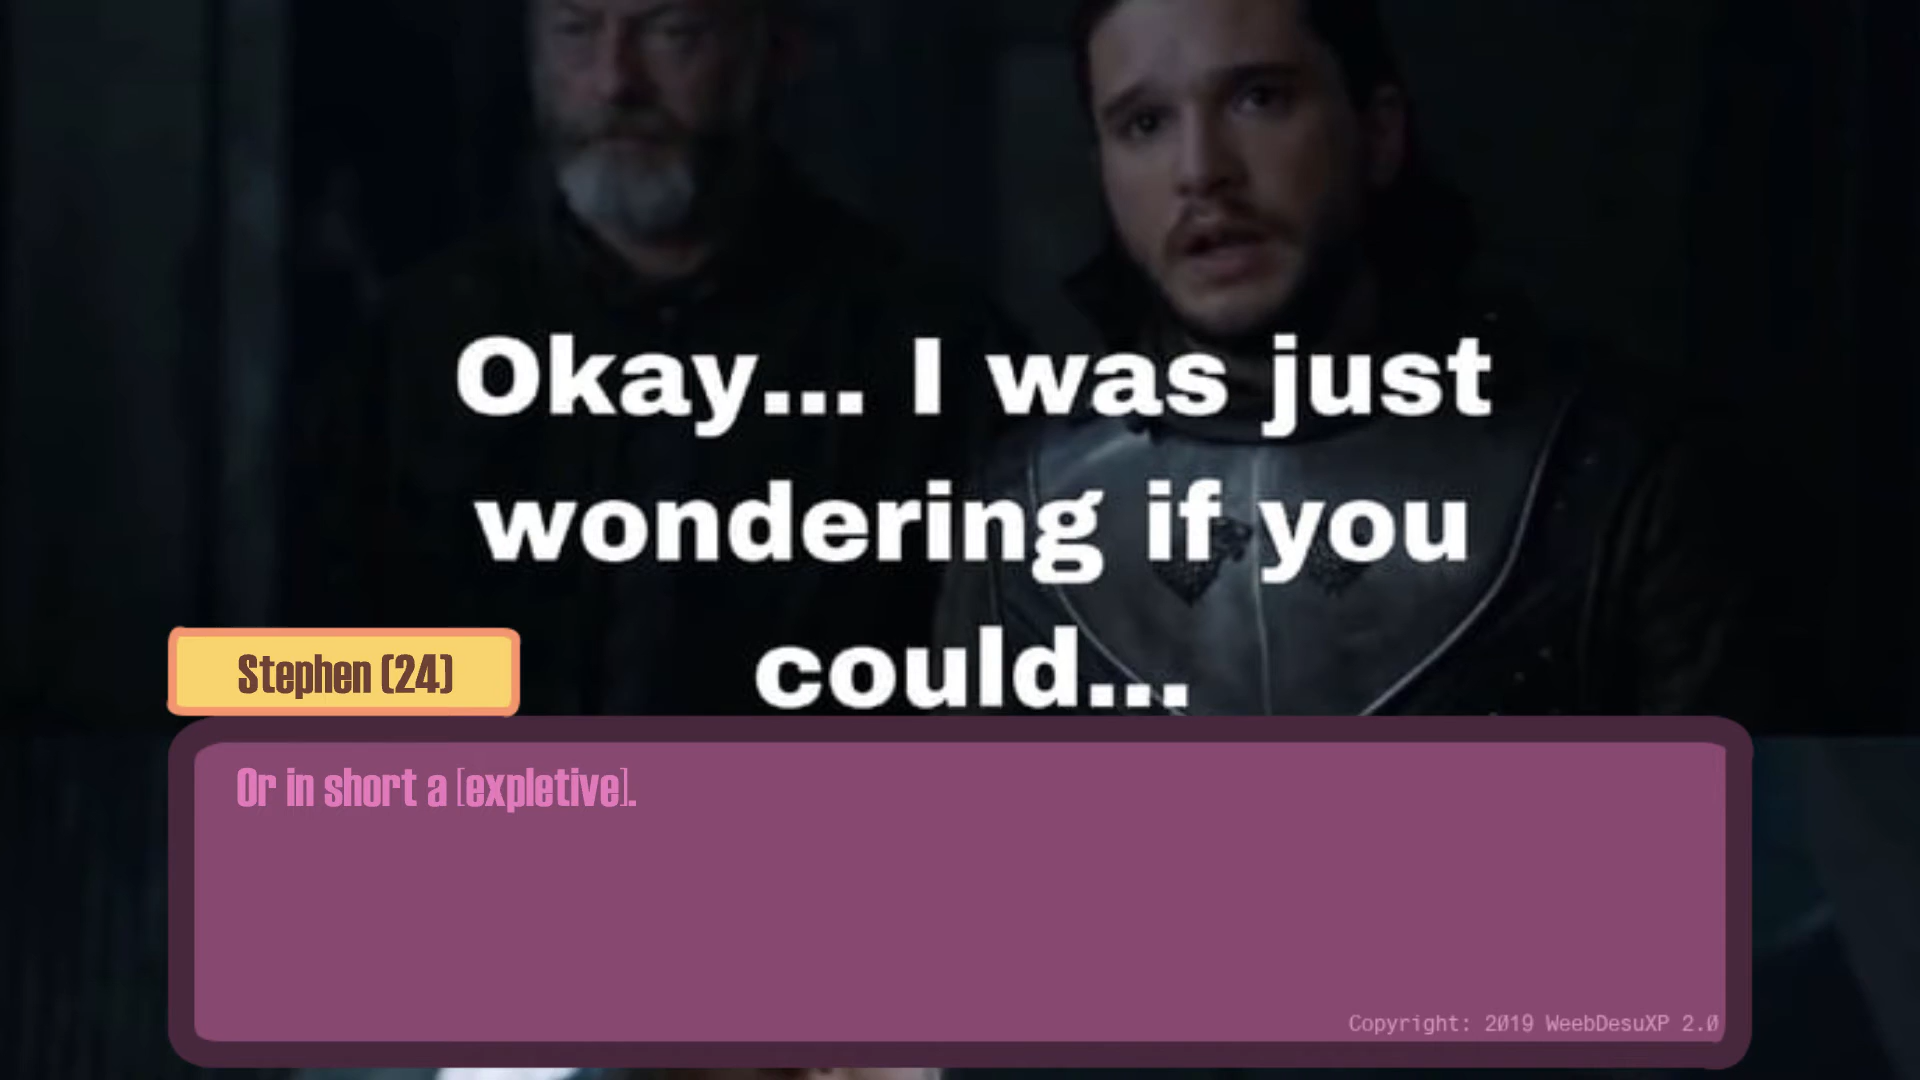 Okay... I was just
wondering if you
could...
Stephen (24)
Or in short a [expletive].
Copyright: 2019 WeebDesuXP 2.0